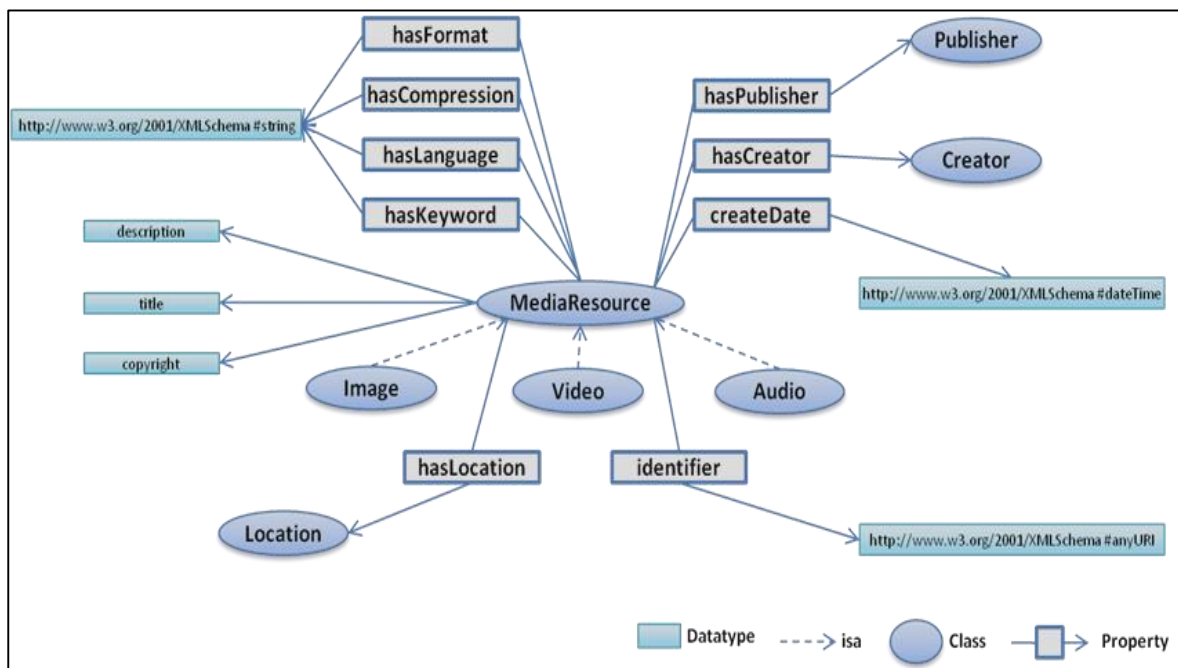 hasFormat
Publisher
hasCompression
hasPublisher
http://www.w3.org/2001/XMLSchema #string
hasLanguage
hasCreator
Creator
hasKeyword
createDate
description
http://www.w3.org/2001/XMLSchema #dateTime
title
MediaResource
copyright
Image
Video
Audio
hasLocation
identifier
Location
http://www.w3.org/2001/XMLSchema #anyURI
Datatype
isa
Class
Property